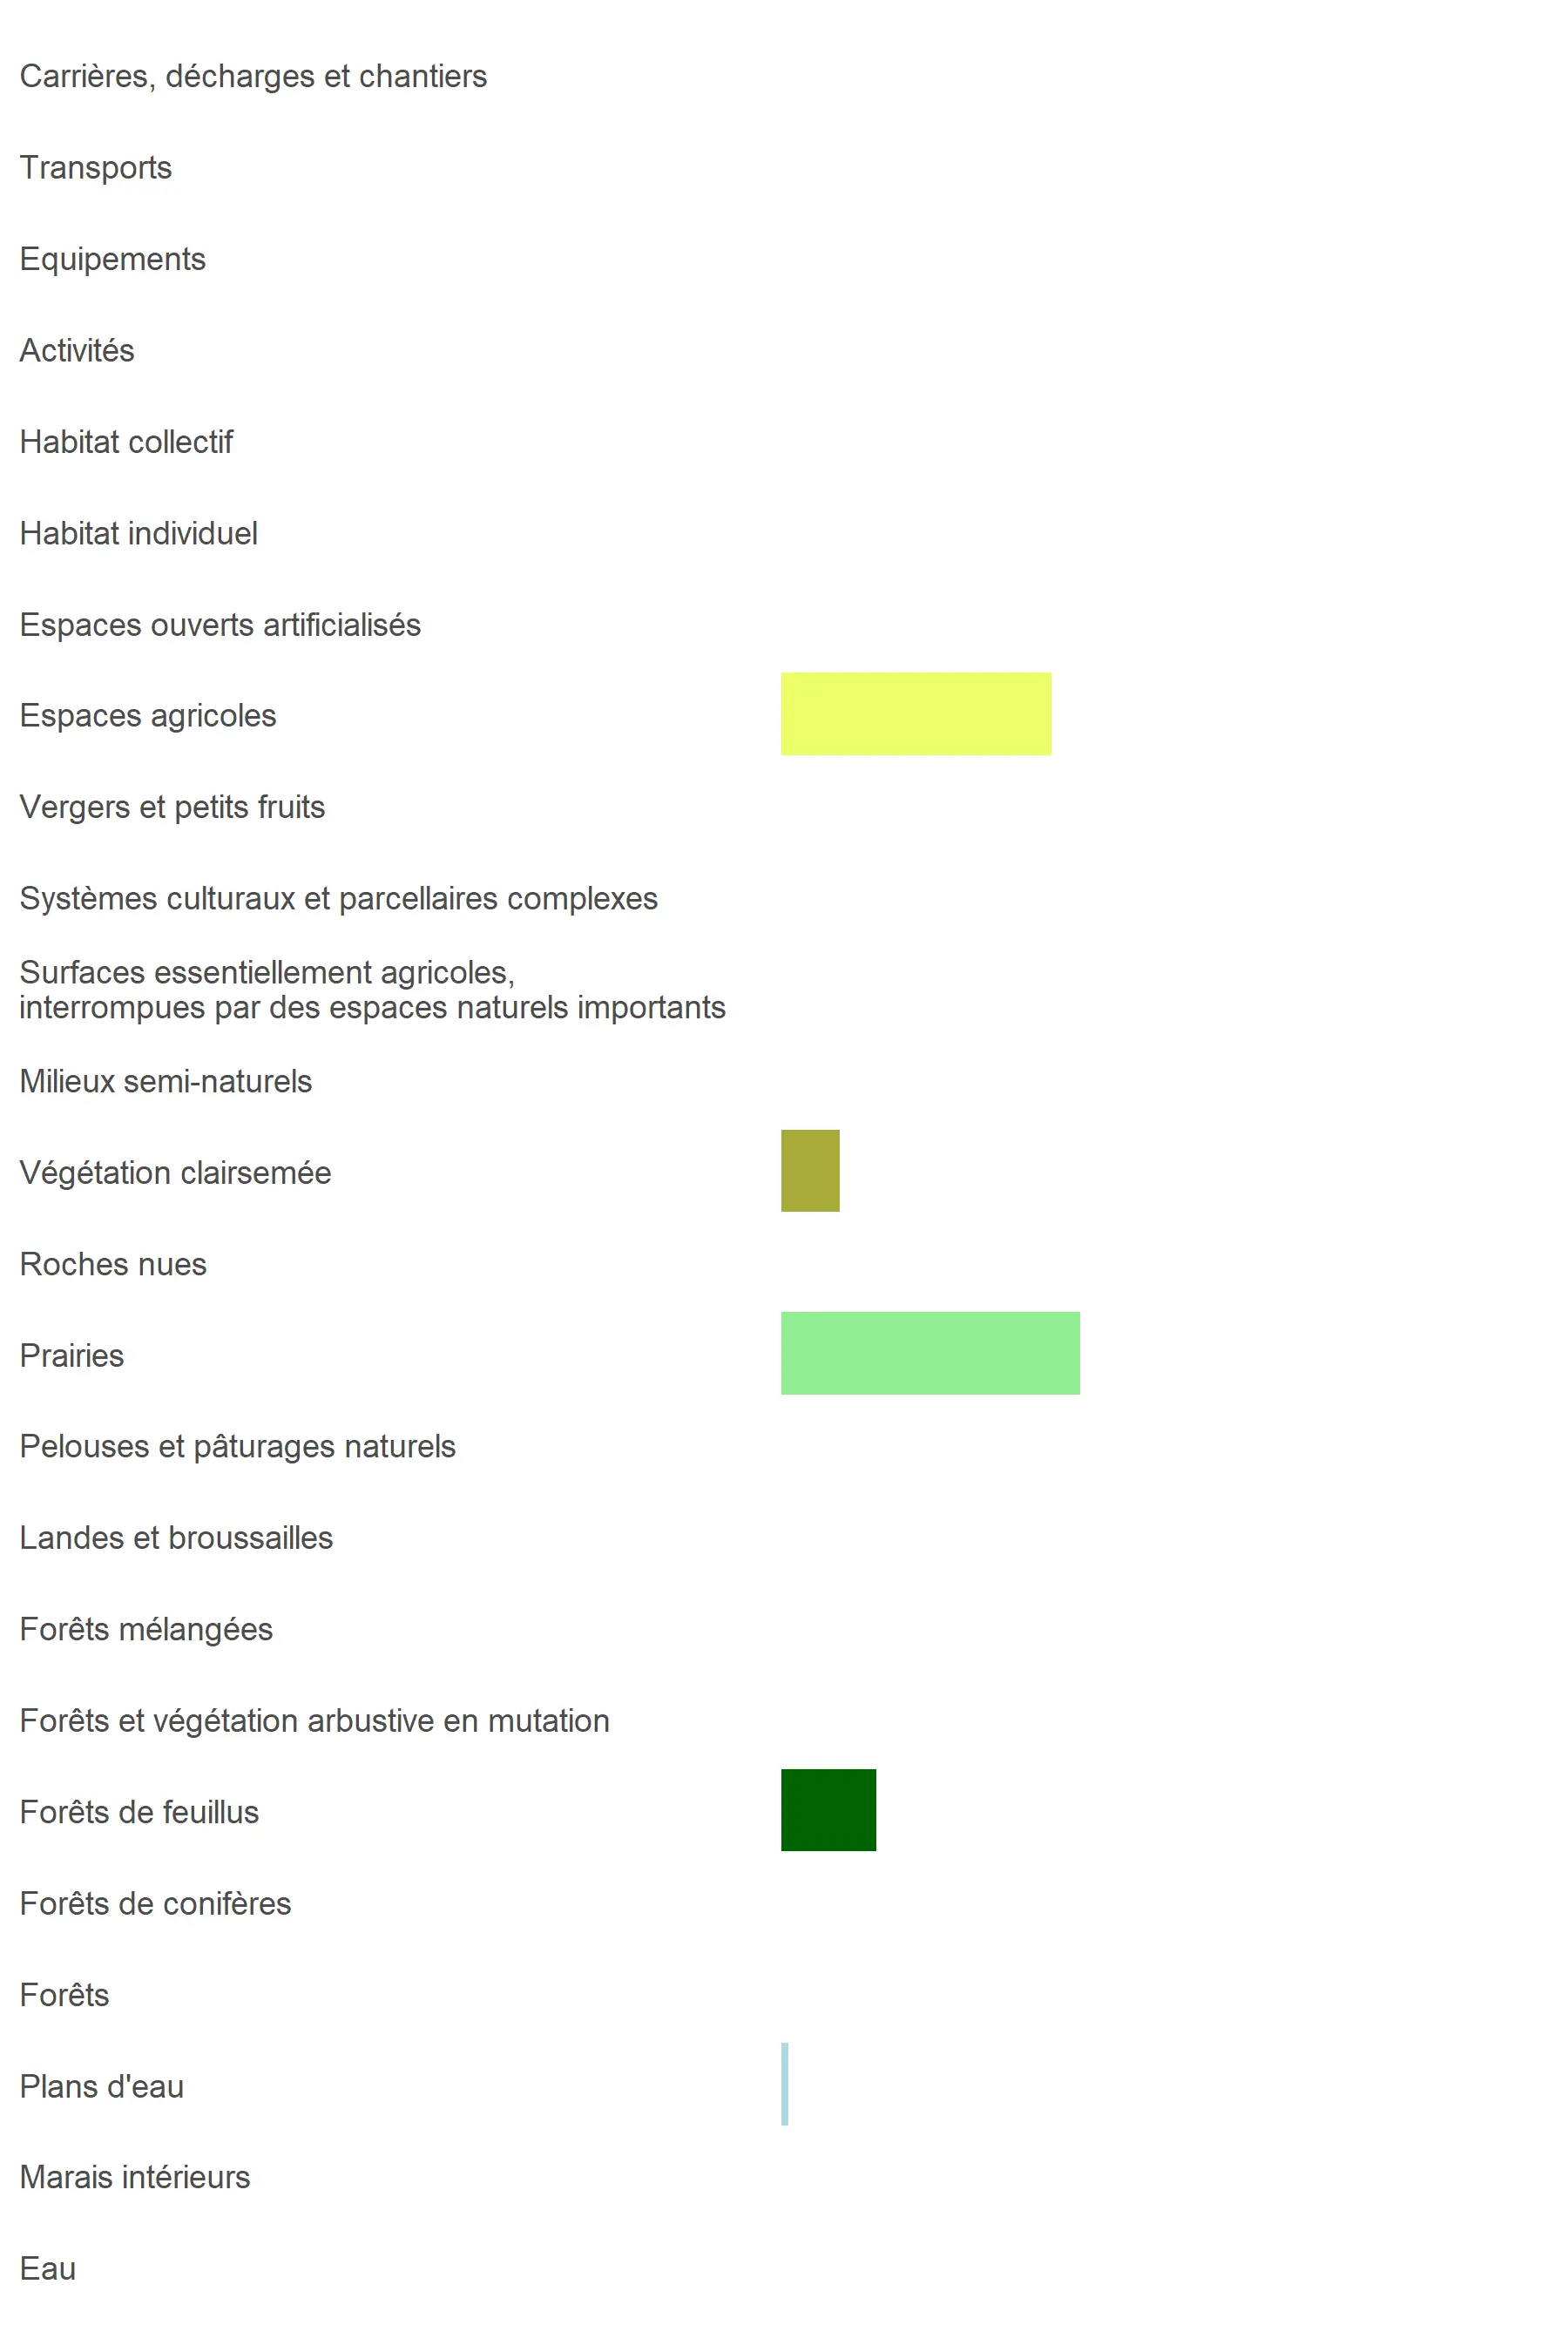 Carrières, décharges et chantiers
Transports
Equipements
Activités
Habitat collectif
Habitat individuel
Espaces ouverts artificialisés
Espaces agricoles
Vergers et petits fruits
Systèmes culturaux et parcellaires complexes
Surfaces essentiellement agricoles,
interrompues par des espaces naturels importants
Milieux semi-naturels
Végétation clairsemée
Roches nues
Prairies
Pelouses et pâturages naturels
Landes et broussailles
Forêts mélangées
Forêts et végétation arbustive en mutation
Forêts de feuillus
Forêts de conifères
Forêts
Plans d'eau
Marais intérieurs
Eau